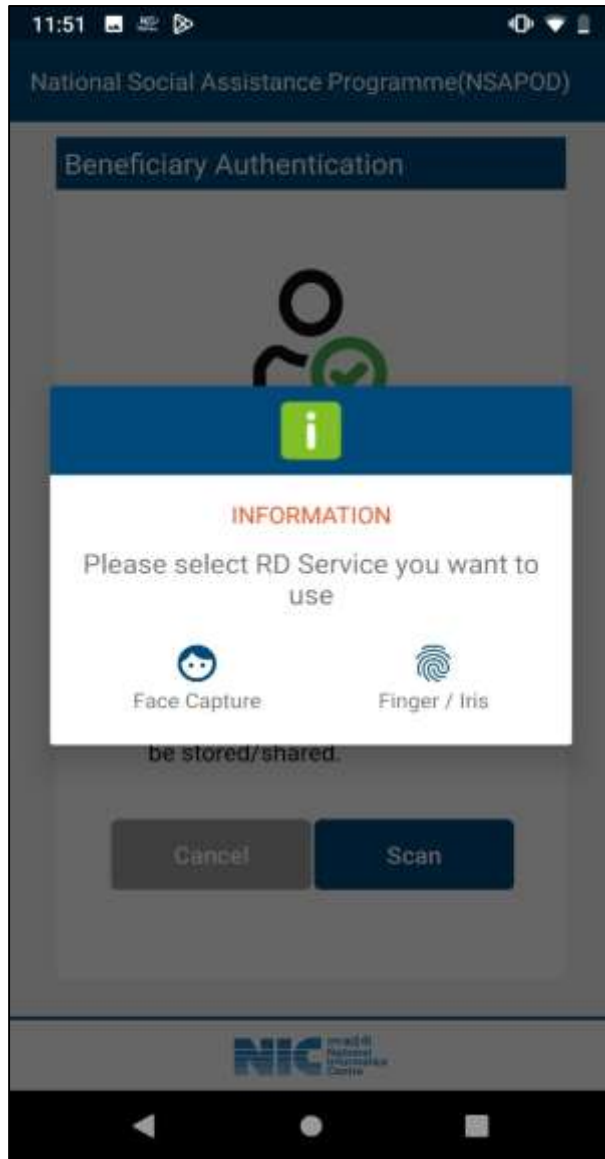 11:51
National Social Assistance Programme(NSAPOD)
Beneficiary Authentication
i
INFORMATION
Please select RD Service you want to
use
Face Capture
Finger / Iris
be stored/shared.
Cancel
Scan
NIC
National
Informatics
Centre